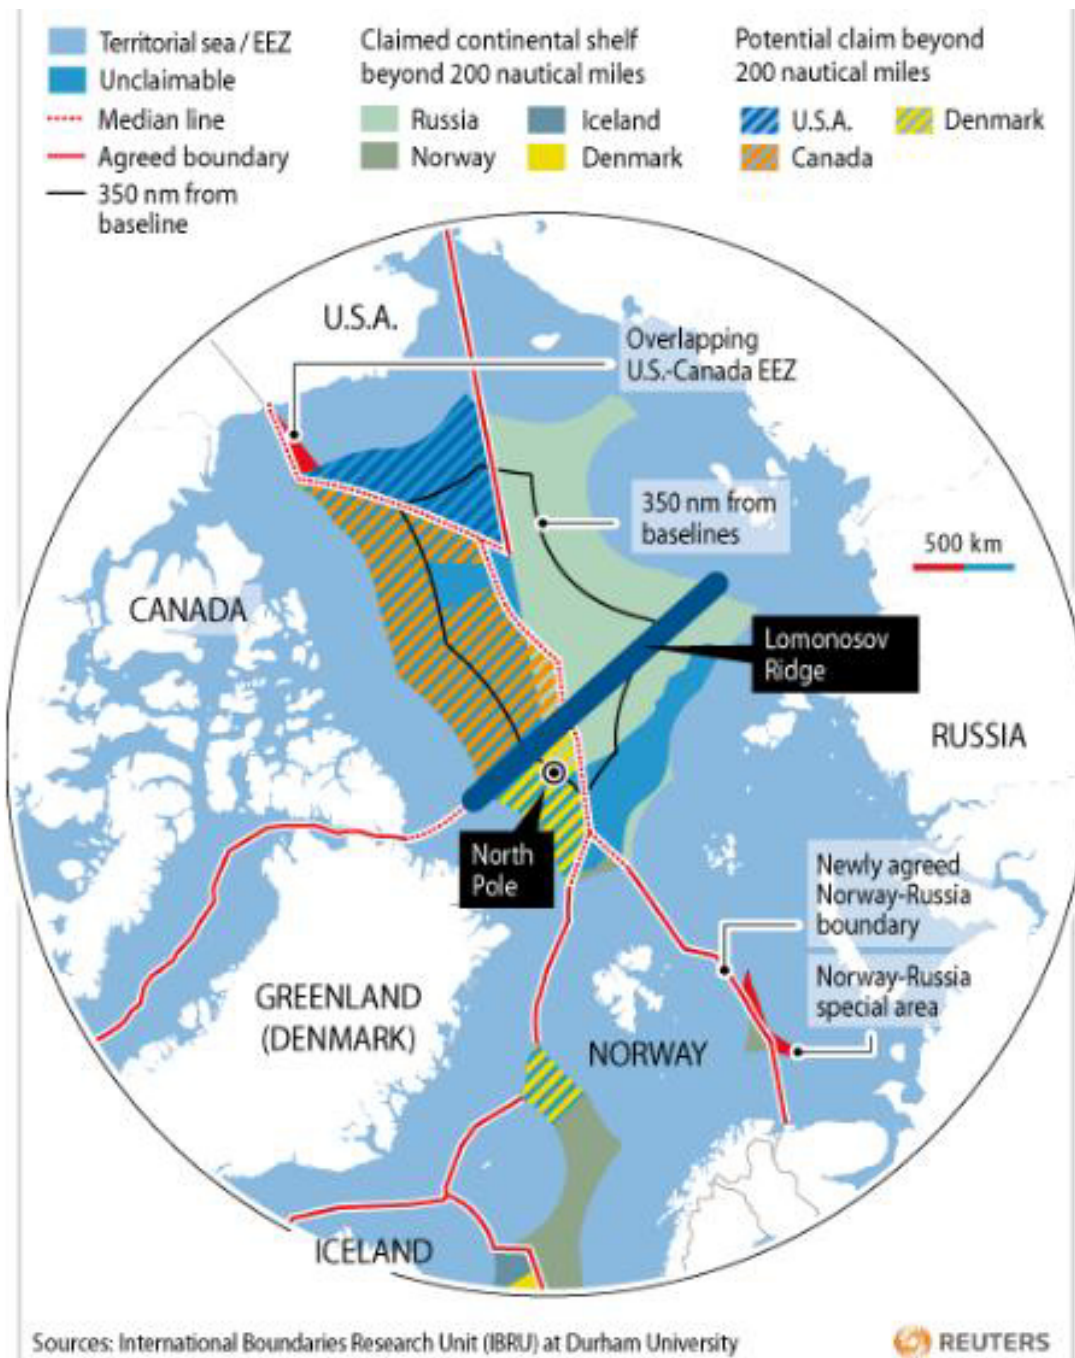 Territorial sea / EEZ
Unclaimable
Median line
Agreed boundary
350 nm from
baseline
Claimed continental shelf
beyond 200 nautical miles
Russia
Iceland
Norway
Denmark
Potential claim beyond
200 nautical miles
U.S.A.
Denmark
Canada
U.S.A.
Overlapping
U.S.-Canada EEZ
350 nm from
baselines
500 km
CANADA
Lomonosov
Ridge
RUSSIA
North
Pole
Newly agreed
Norway-Russia
boundary
Norway-Russia
special area
GREENLAND
(DENMARK)
NORWAY
ICELAND
Sources: International Boundaries Research Unit (IBRU) at Durham University
REUTERS